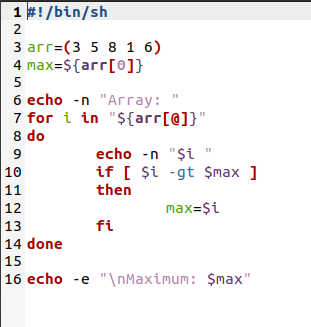 1 #!/bin/sh
2
3 arr=(3 5 8 1 6)
4 max=${arr[0]}
5
6 echo -n "Array: "
7 for i in "${arr[@]}"
8 do
9         echo -n "$i "
10         if [ $i -gt $max ]
11         then
12                 max=$i
13         fi
14 done
15
16 echo -e "\nMaximum: $max"